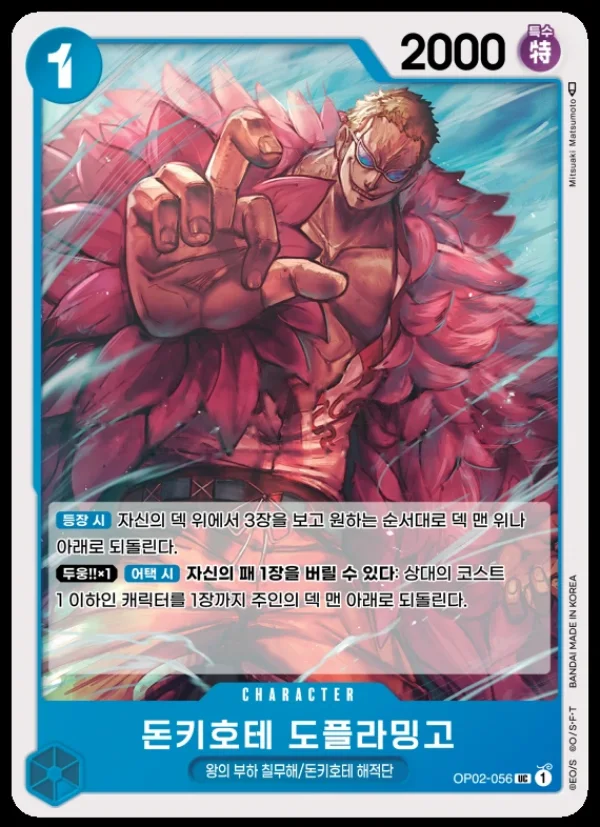 1
2000
특수
特
Mitsuaki Matsumoto
등장 시 자신의 덱 위에서 3장을 보고 원하는 순서대로 덱 맨 위나
아래로 되돌린다.
두웅!!×1 어택 시 자신의 패 1장을 버릴 수 있다: 상대의 코스트
1 이하인 캐릭터를 1장까지 주인의 덱 맨 아래로 되돌린다.
CHARACTER
돈키호테 도플라밍고
왕의 부하 칠무해/돈키호테 해적단
OP02-056 UC 1
©E.O/S ©O/S·F·T BANDAI MADE IN KOREA